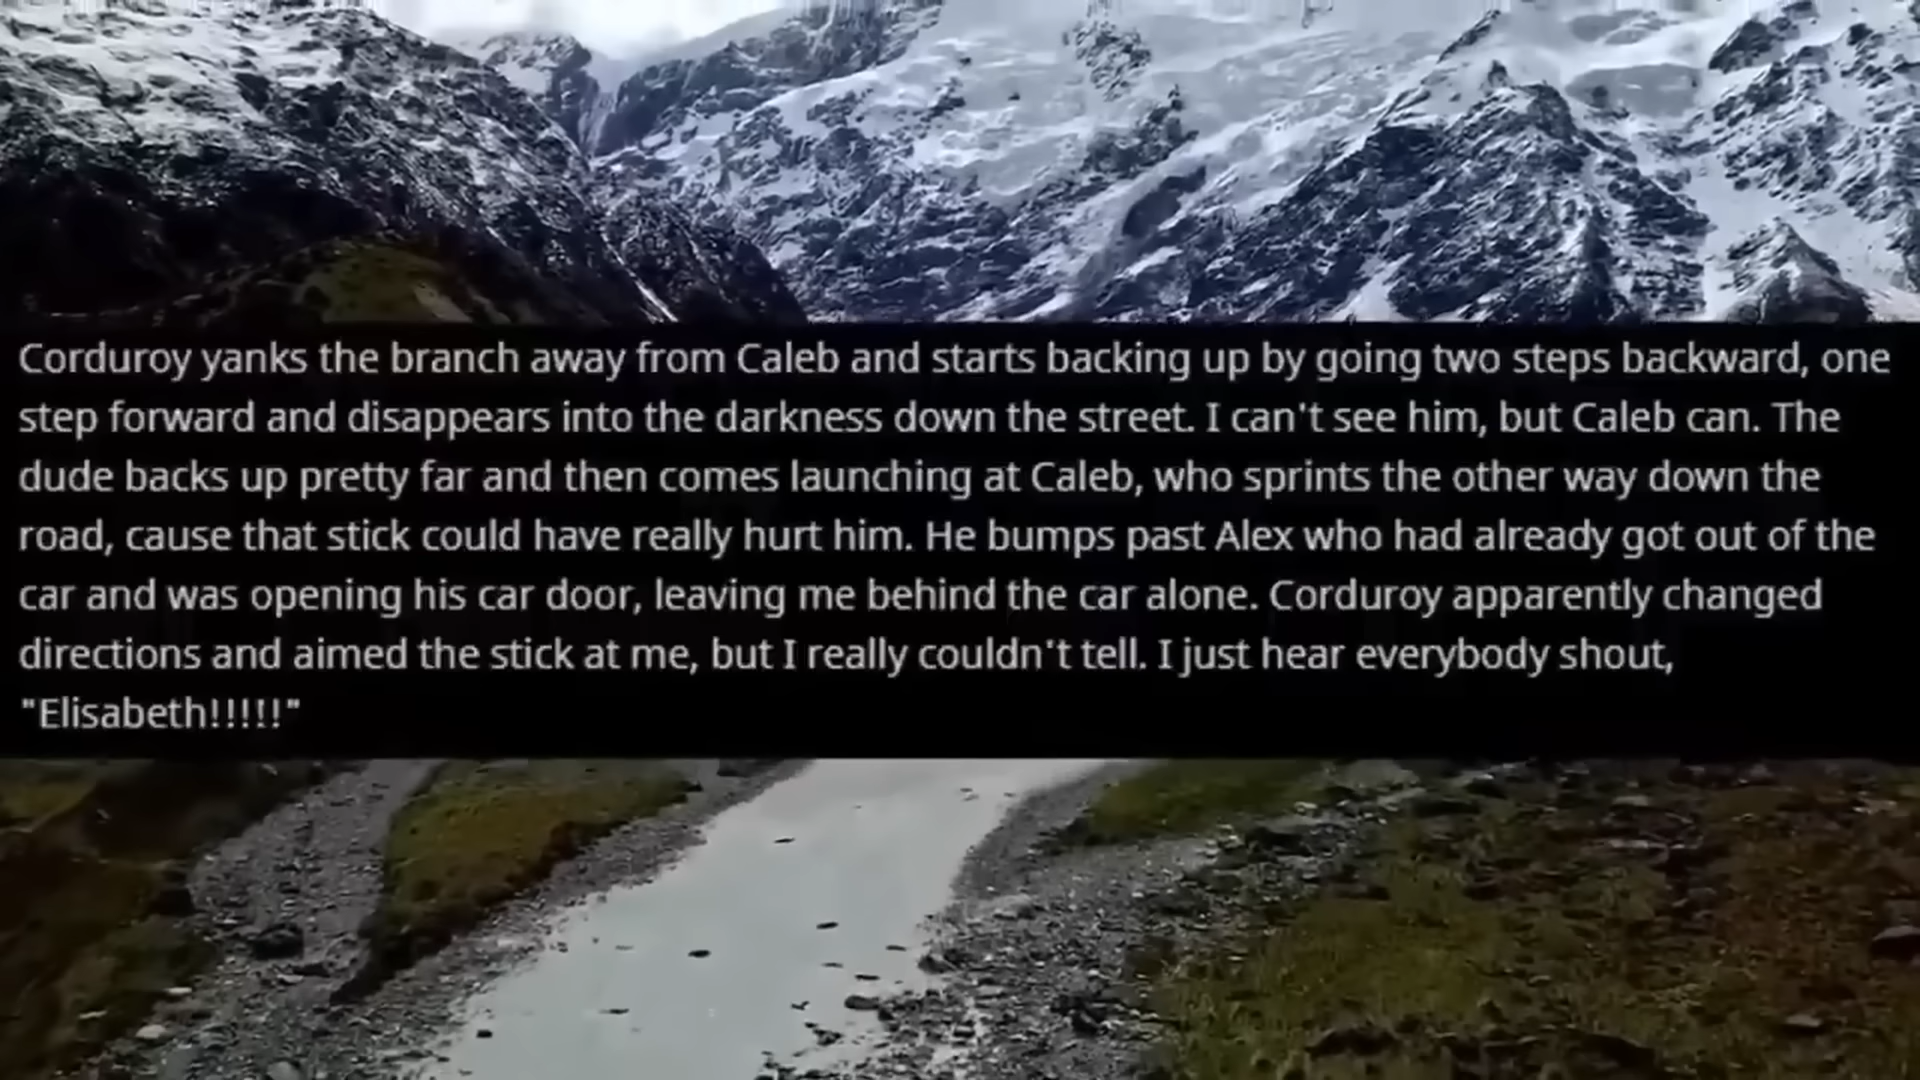 Corduroy yanks the branch away from Caleb and starts backing up by going two steps backward, one
step forward and disappears into the darkness down the street. I can't see him, but Caleb can. The
dude backs up pretty far and then comes launching at Caleb, who sprints the other way down the
road, cause that stick could have really hurt him. He bumps past Alex who had already got out of the
car and was opening his car door, leaving me behind the car alone. Corduroy apparently changed
directions and aimed the stick at me, but I really couldn't tell. I just hear everybody shout,
"Elisabeth!!!!!"